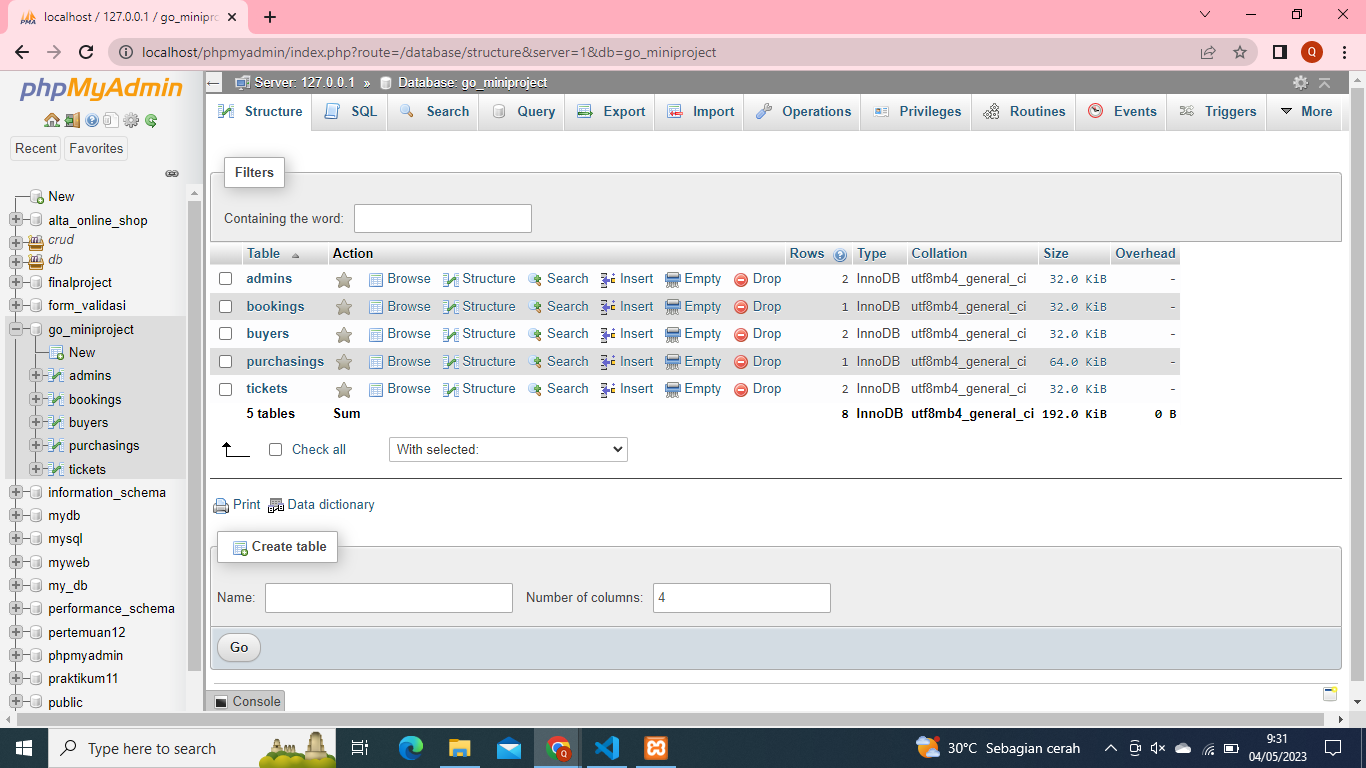 localhost / 127.0.0.1 / go_minipro
localhost/phpmyadmin/index.php?route=/database/structure&server=1&db=go_miniproject
Q
phpMyAdmin
Recent Favorites
New
alta_online_shop
crud
db
finalproject
form_validasi
go_miniproject
New
admins
bookings
buyers
purchasings
tickets
information_schema
mydb
mysql
myweb
my_db
performance_schema
pertemuan12
phpmyadmin
praktikum11
public
Server: 127.0.0.1 » Database: go_miniproject
Structure SQL Search Query Export Import Operations Privileges Routines Events Triggers More
Filters
Containing the word:
Table Action Rows Type Collation Size Overhead
admins Browse Structure Search Insert Empty Drop 2 InnoDB utf8mb4_general_ci 32.0 KiB -
bookings Browse Structure Search Insert Empty Drop 1 InnoDB utf8mb4_general_ci 32.0 KiB -
buyers Browse Structure Search Insert Empty Drop 2 InnoDB utf8mb4_general_ci 32.0 KiB -
purchasings Browse Structure Search Insert Empty Drop 1 InnoDB utf8mb4_general_ci 64.0 KiB -
tickets Browse Structure Search Insert Empty Drop 2 InnoDB utf8mb4_general_ci 32.0 KiB -
5 tables Sum 8 InnoDB utf8mb4_general_ci 192.0 KiB 0 B
Check all With selected:
Print Data dictionary
Create table
Name: Number of columns: 4
Go
Console
Type here to search
30°C Sebagian cerah
9:31
04/05/2023